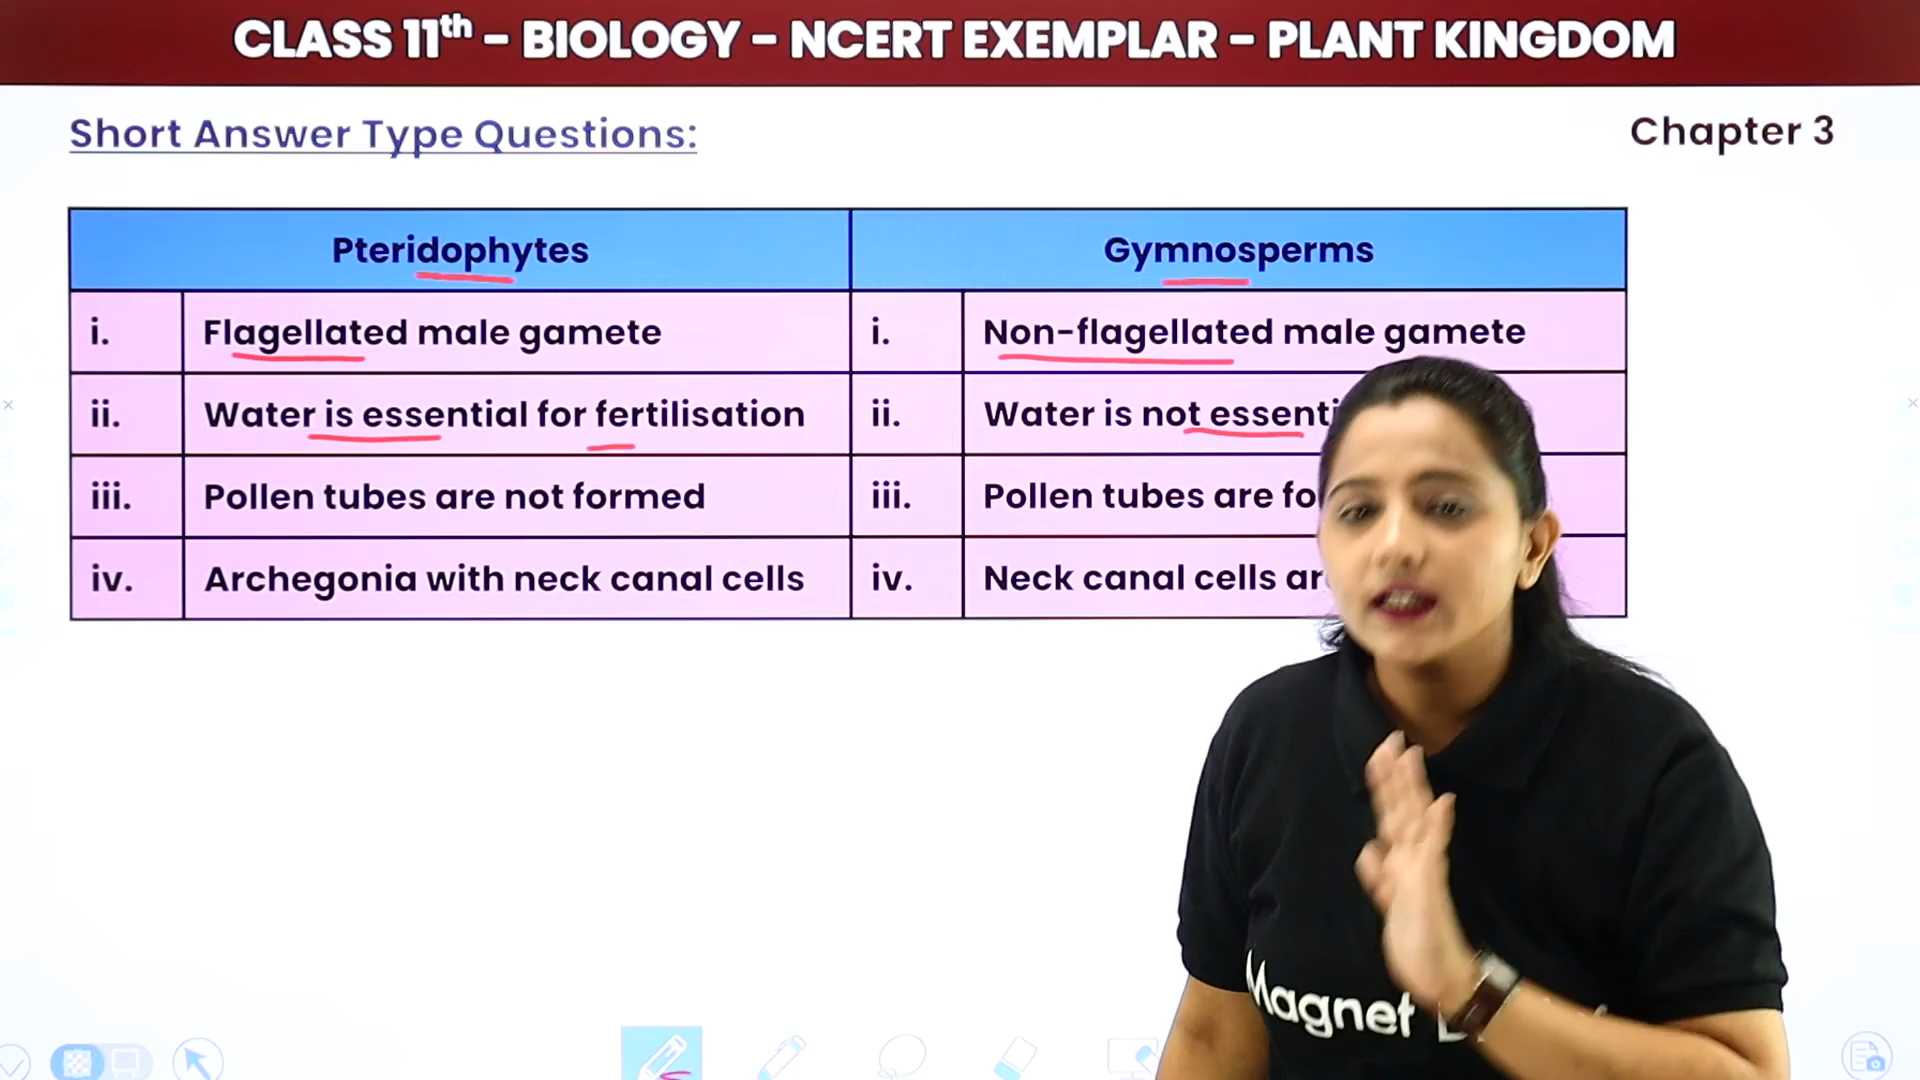 CLASS 11th - BIOLOGY - NCERT EXEMPLAR - PLANT KINGDOM
Short Answer Type Questions:
Chapter 3
Pteridophytes
Gymnosperms
i. Flagellated male gamete
i. Non-flagellated male gamete
ii. Water is essential for fertilisation
ii. Water is not essenti
iii. Pollen tubes are not formed
iii. Pollen tubes are fo
iv. Archegonia with neck canal cells
iv. Neck canal cells ar
Magnet